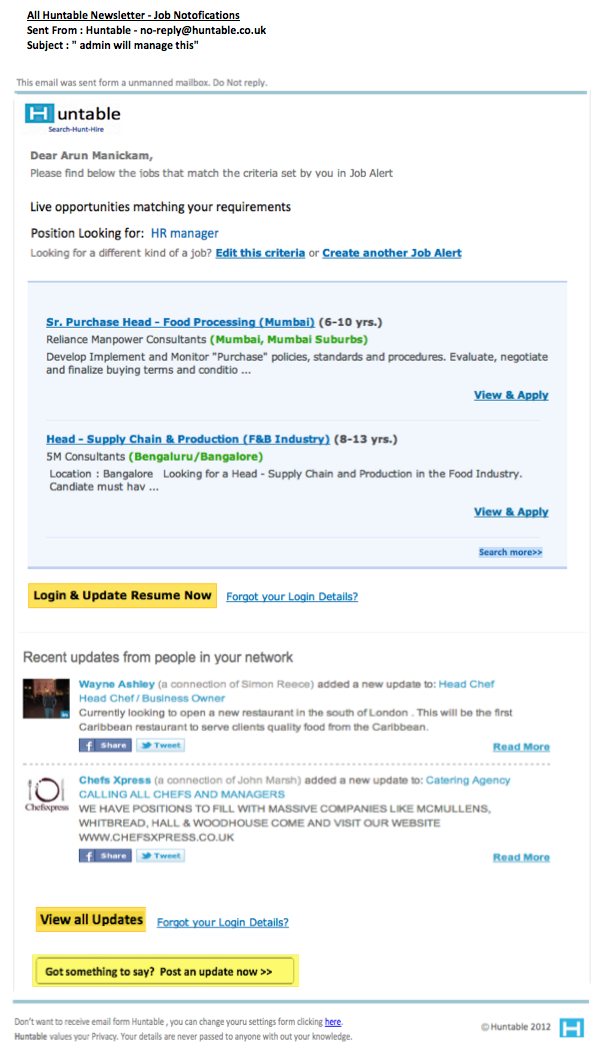 All Huntable Newsletter - Job Notofications
Sent From : Huntable - no-reply@huntable.co.uk
Subject : " admin will manage this"
This email was sent form a unmanned mailbox. Do Not reply.
H untable
Search-Hunt-Hire
Dear Arun Manickam,
Please find below the jobs that match the criteria set by you in Job Alert
Live opportunities matching your requirements
Position Looking for: HR manager
Looking for a different kind of a job? Edit this criteria or Create another Job Alert
Sr. Purchase Head - Food Processing (Mumbai) (6-10 yrs.)
Reliance Manpower Consultants (Mumbai, Mumbai Suburbs)
Develop Implement and Monitor "Purchase" policies, standards and procedures. Evaluate, negotiate
and finalize buying terms and conditio ...
View & Apply
Head - Supply Chain & Production (F&B Industry) (8-13 yrs.)
5M Consultants (Bengaluru/Bangalore)
Location : Bangalore Looking for a Head - Supply Chain and Production in the Food Industry.
Candiate must hav ...
View & Apply
Search more>>
Login & Update Resume Now Forgot your Login Details?
Recent updates from people in your network
Wayne Ashley (a connection of Simon Reece) added a new update to: Head Chef
Head Chef / Business Owner
Currently looking to open a new restaurant in the south of London . This will be the first
Caribbean restaurant to serve clients quality food from the Caribbean.
f Share Tweet Read More
Chefs Xpress (a connection of John Marsh) added a new update to: Catering Agency
CALLING ALL CHEFS AND MANAGERS
WE HAVE POSITIONS TO FILL WITH MASSIVE COMPANIES LIKE MCMULLENS,
Chefsxpress
WHITBREAD, HALL & WOODHOUSE COME AND VISIT OUR WEBSITE
WWW.CHEFSXPRESS.CO.UK
f Share Tweet Read More
View all Updates Forgot your Login Details?
Got something to say? Post an update now >>
Don't want to receive email form Huntable , you can change youru settings form clicking here.
Huntable values your Privacy. Your details are never passed to anyone with out your knowledge.
© Huntable 2012 H